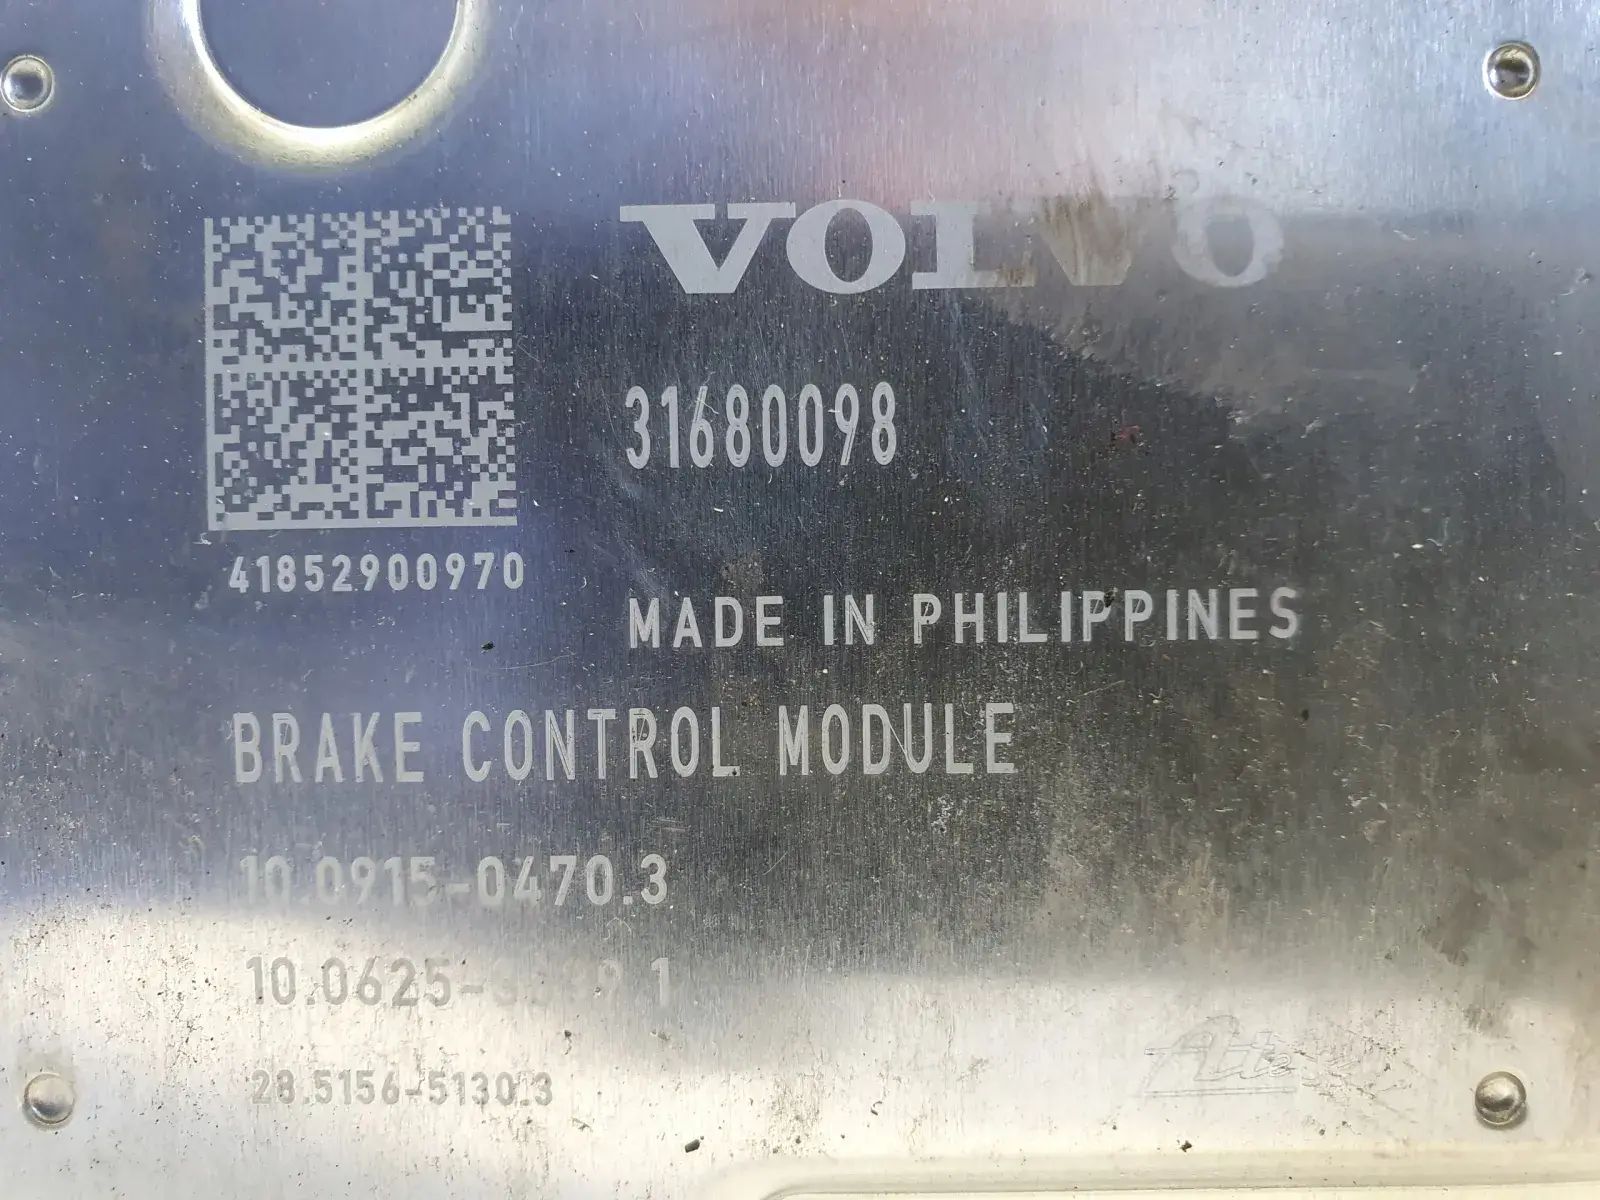 VOLVO
31680098
41852900970
MADE IN PHILIPPINES
BRAKE CONTROL MODULE
10.0915-0470.3
28.5156-5130.3